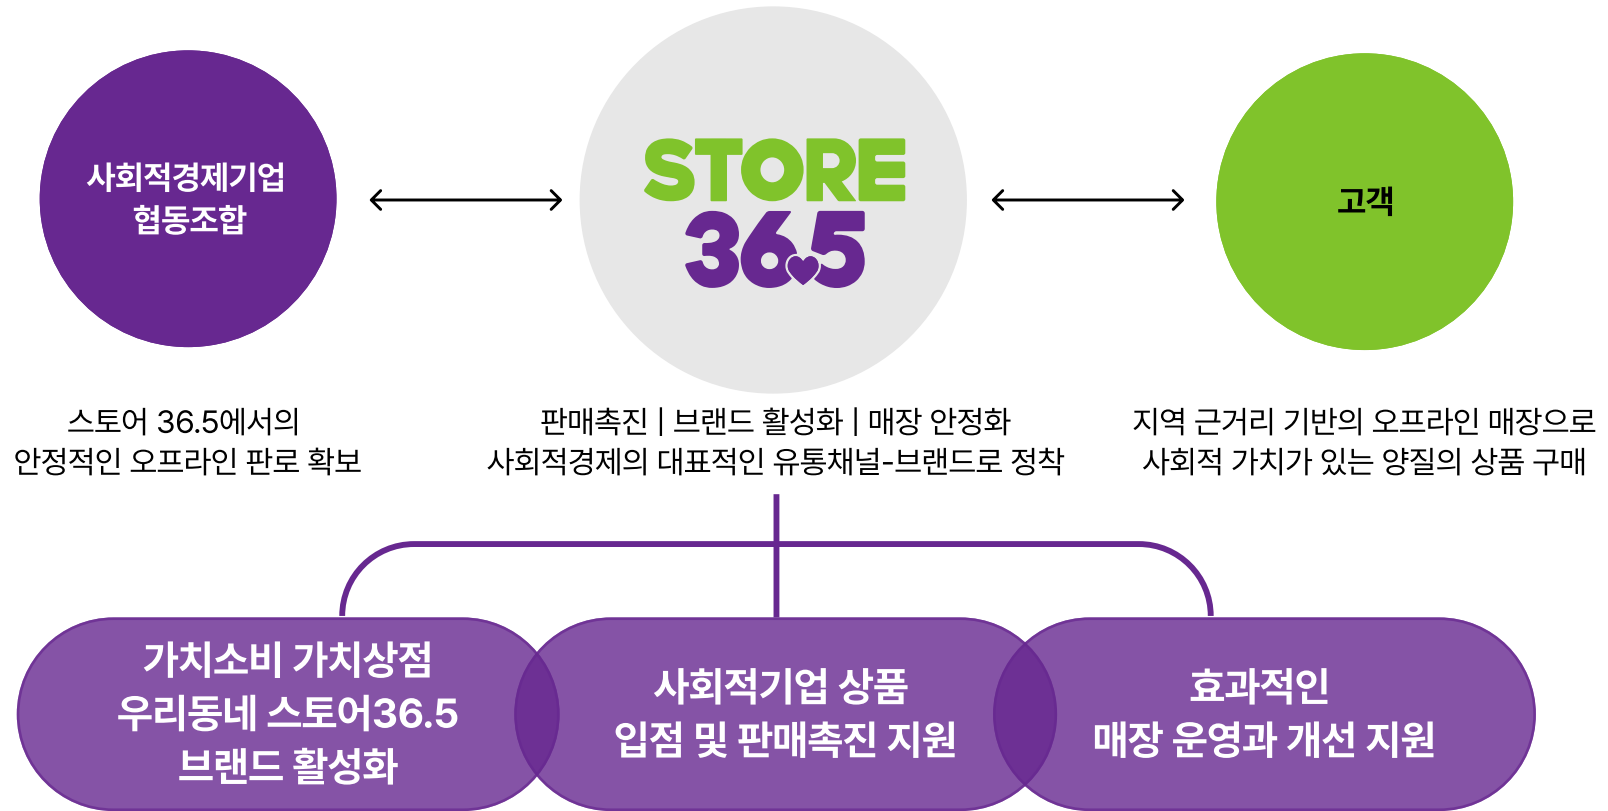 사회적경제기업
협동조합
STORE
36.5
고객
스토어 36.5에서의
안정적인 오프라인 판로 확보
판매촉진 | 브랜드 활성화 | 매장 안정화
사회적경제의 대표적인 유통채널-브랜드로 정착
지역 근거리 기반의 오프라인 매장으로
사회적 가치가 있는 양질의 상품 구매
가치소비 가치상점
우리동네 스토어36.5
브랜드 활성화
사회적기업 상품
입점 및 판매촉진 지원
효과적인
매장 운영과 개선 지원